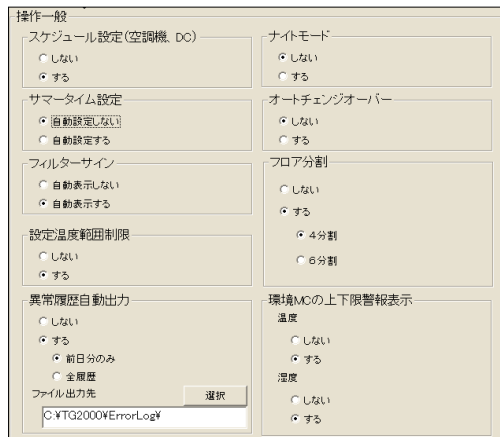 操作一般
スケジュール設定(空調機、DC)
しない
する
サマータイム設定
自動設定しない
自動設定する
フィルターサイン
自動表示しない
自動表示する
設定温度範囲制限
しない
する
異常履歴自動出力
しない
する
前日分のみ
全履歴
ファイル出力先
選択
C:¥TG2000¥ErrorLog¥
ナイトモード
しない
する
オートチェンジオーバー
しない
する
フロア分割
しない
する
4分割
6分割
環境MCの上下限警報表示
温度
しない
する
湿度
しない
する